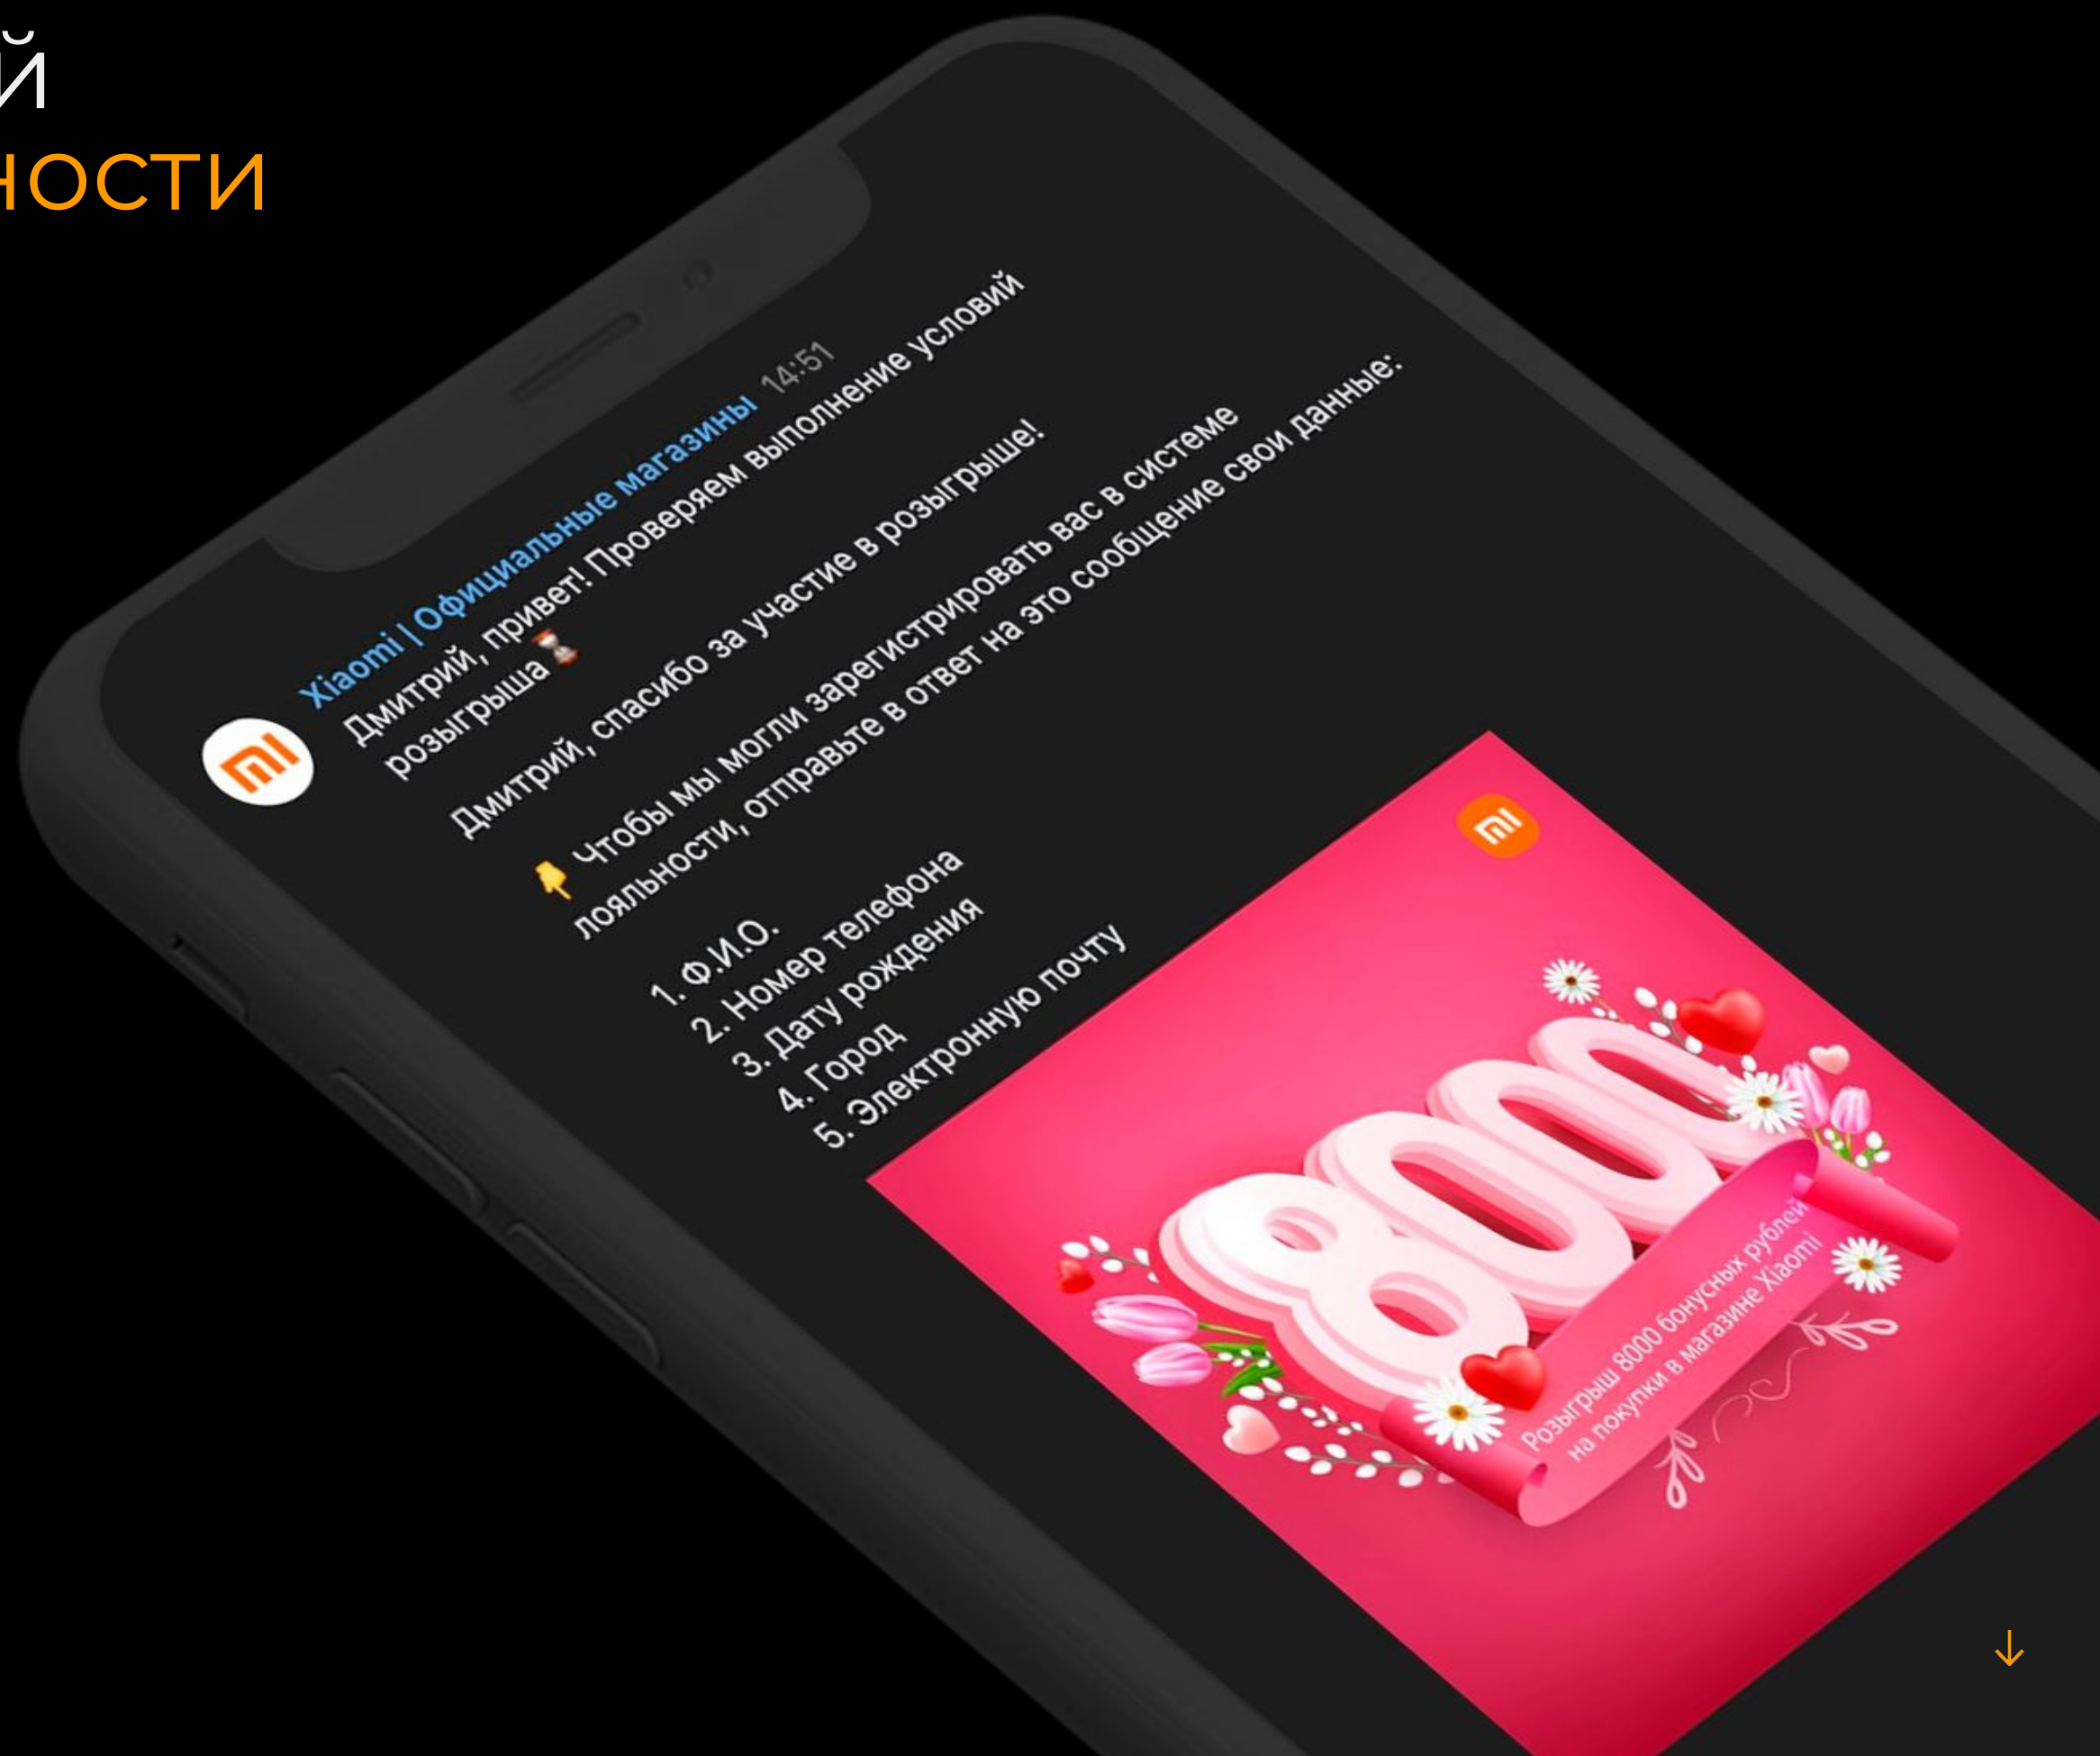 й
ности
Xiaomi | Официальные магазины 14:51
Дмитрий, привет! Проверяем выполнение условий
розыгрыша ⏳
Дмитрий, спасибо за участие в розыгрыше!
👇 Чтобы мы могли зарегистрировать вас в системе
лояльности, отправьте в ответ на это сообщение свои данные:
1. Ф.И.О.
2. Номер телефона
3. Дату рождения
4. Город
5. Электронную почту
8000
Розыгрыш 8000 бонусных рублей
на покупки в магазине Xiaomi